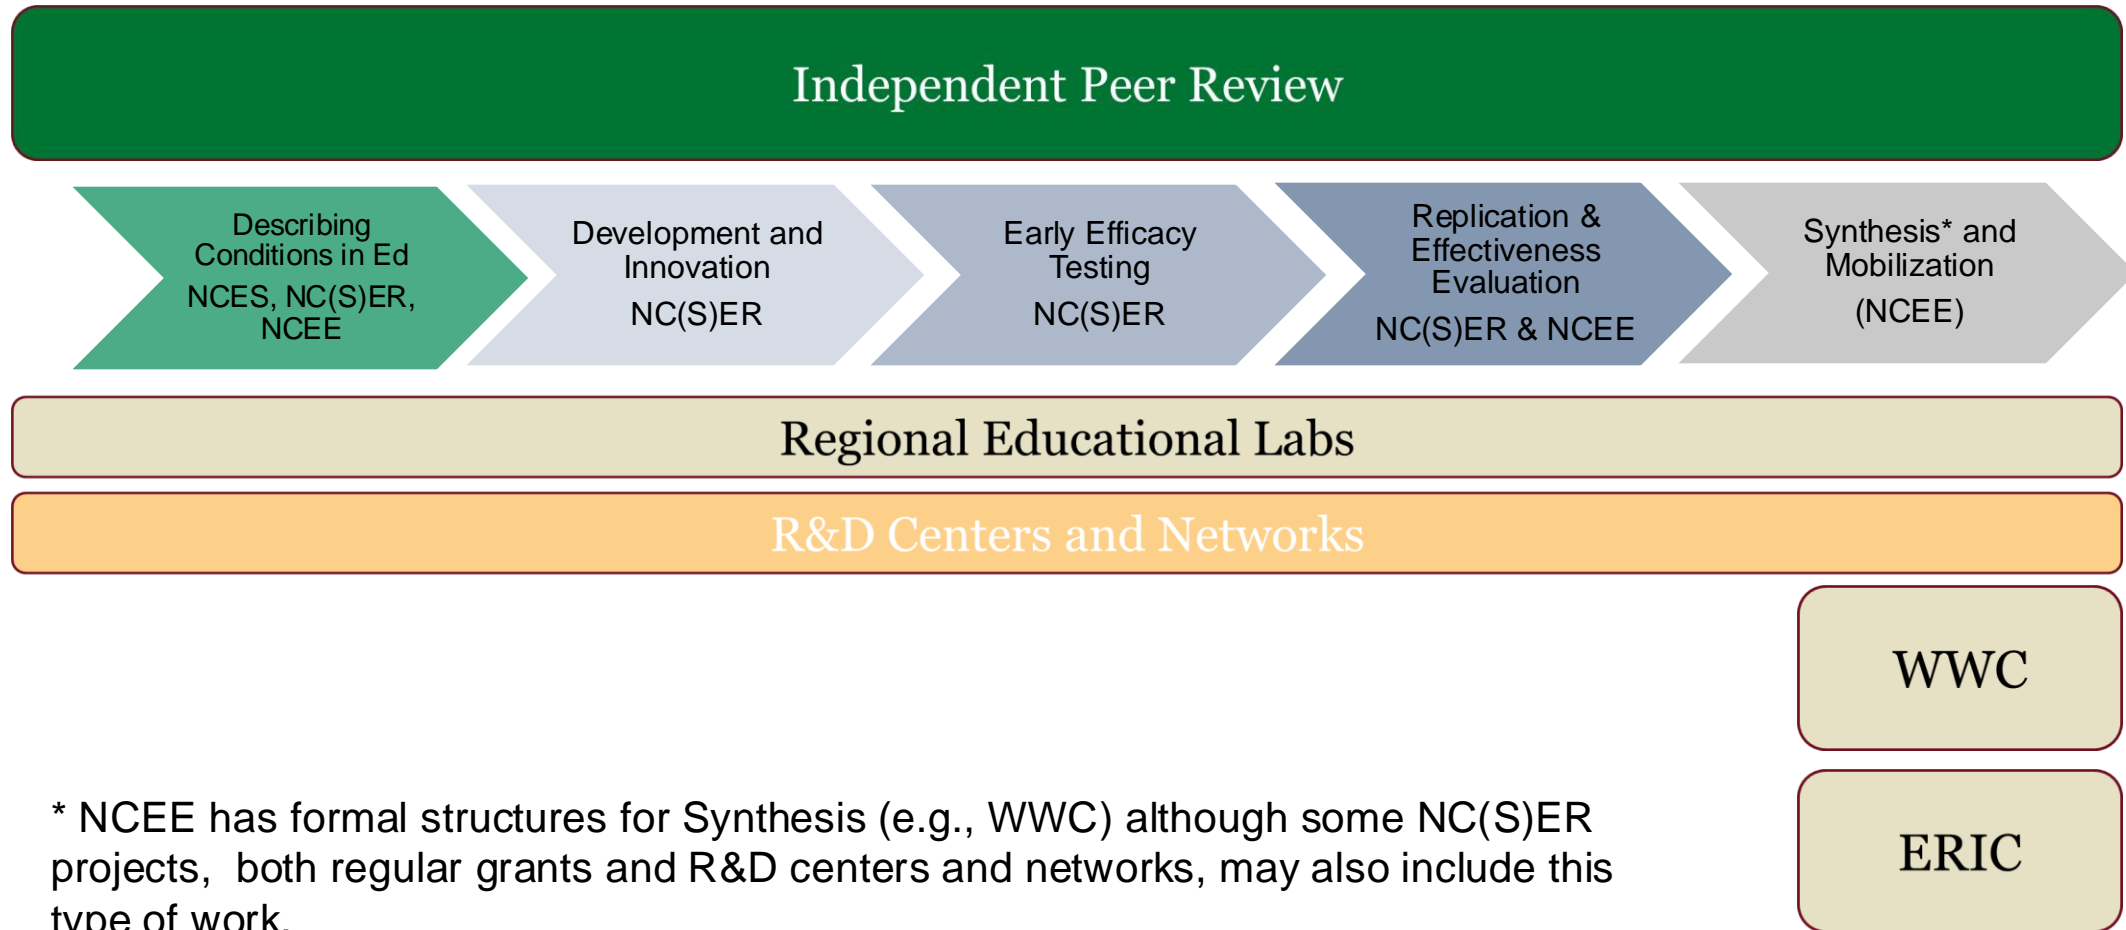 Independent Peer Review
Describing
Conditions in Ed
NCES, NC(S)ER,
NCEE
Development and
Innovation
NC(S)ER
Early Efficacy
Testing
NC(S)ER
Replication &
Effectiveness
Evaluation
NC(S)ER & NCEE
Synthesis* and
Mobilization
(NCEE)
Regional Educational Labs
R&D Centers and Networks
WWC
ERIC
* NCEE has formal structures for Synthesis (e.g., WWC) although some NC(S)ER
projects, both regular grants and R&D centers and networks, may also include this
type of work.